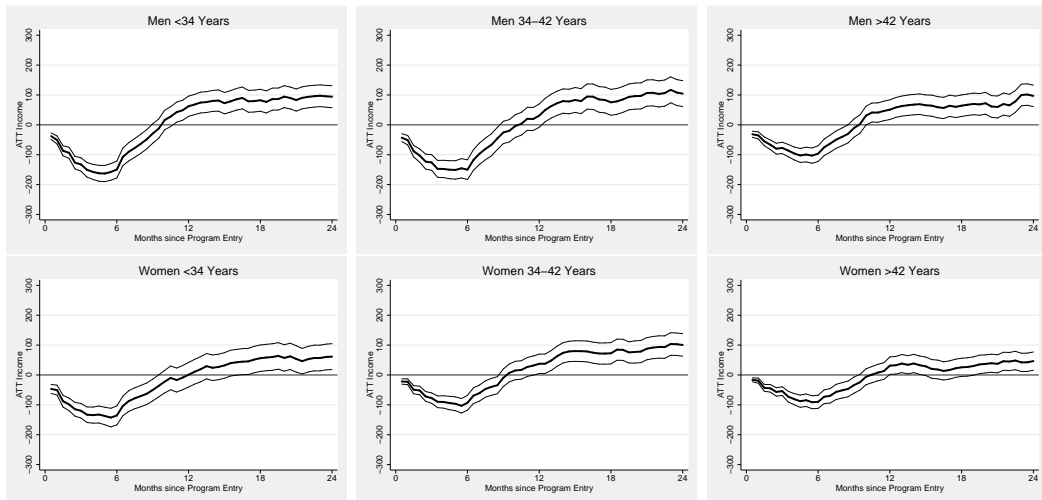 Men <34 Years
Men 34–42 Years
Men >42 Years
ATT Income
−300 −200 −100 0 100 200 300
0 6 12 18 24
Months since Program Entry
ATT Income
−300 −200 −100 0 100 200 300
0 6 12 18 24
Months since Program Entry
ATT Income
−300 −200 −100 0 100 200 300
0 6 12 18 24
Months since Program Entry
Women <34 Years
Women 34–42 Years
Women >42 Years
ATT Income
−300 −200 −100 0 100 200 300
0 6 12 18 24
Months since Program Entry
ATT Income
−300 −200 −100 0 100 200 300
0 6 12 18 24
Months since Program Entry
ATT Income
−300 −200 −100 0 100 200 300
0 6 12 18 24
Months since Program Entry